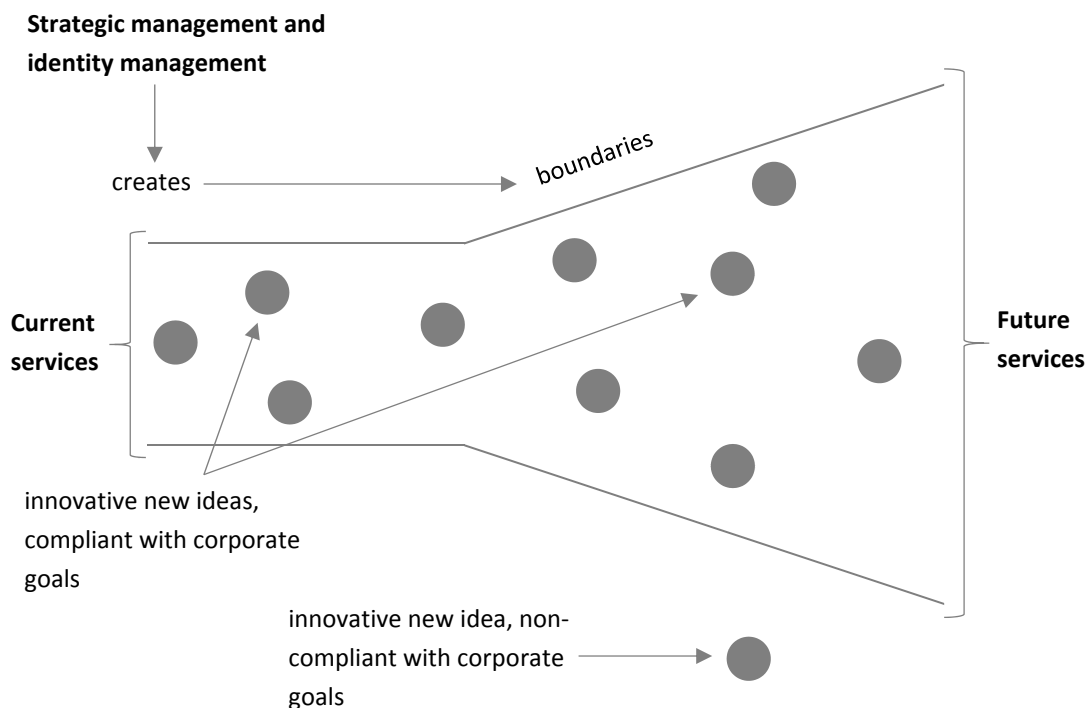 Strategic management and
identity management
creates
boundaries
Current
services
Future
services
innovative new ideas,
compliant with corporate
goals
innovative new idea, non-
compliant with corporate
goals